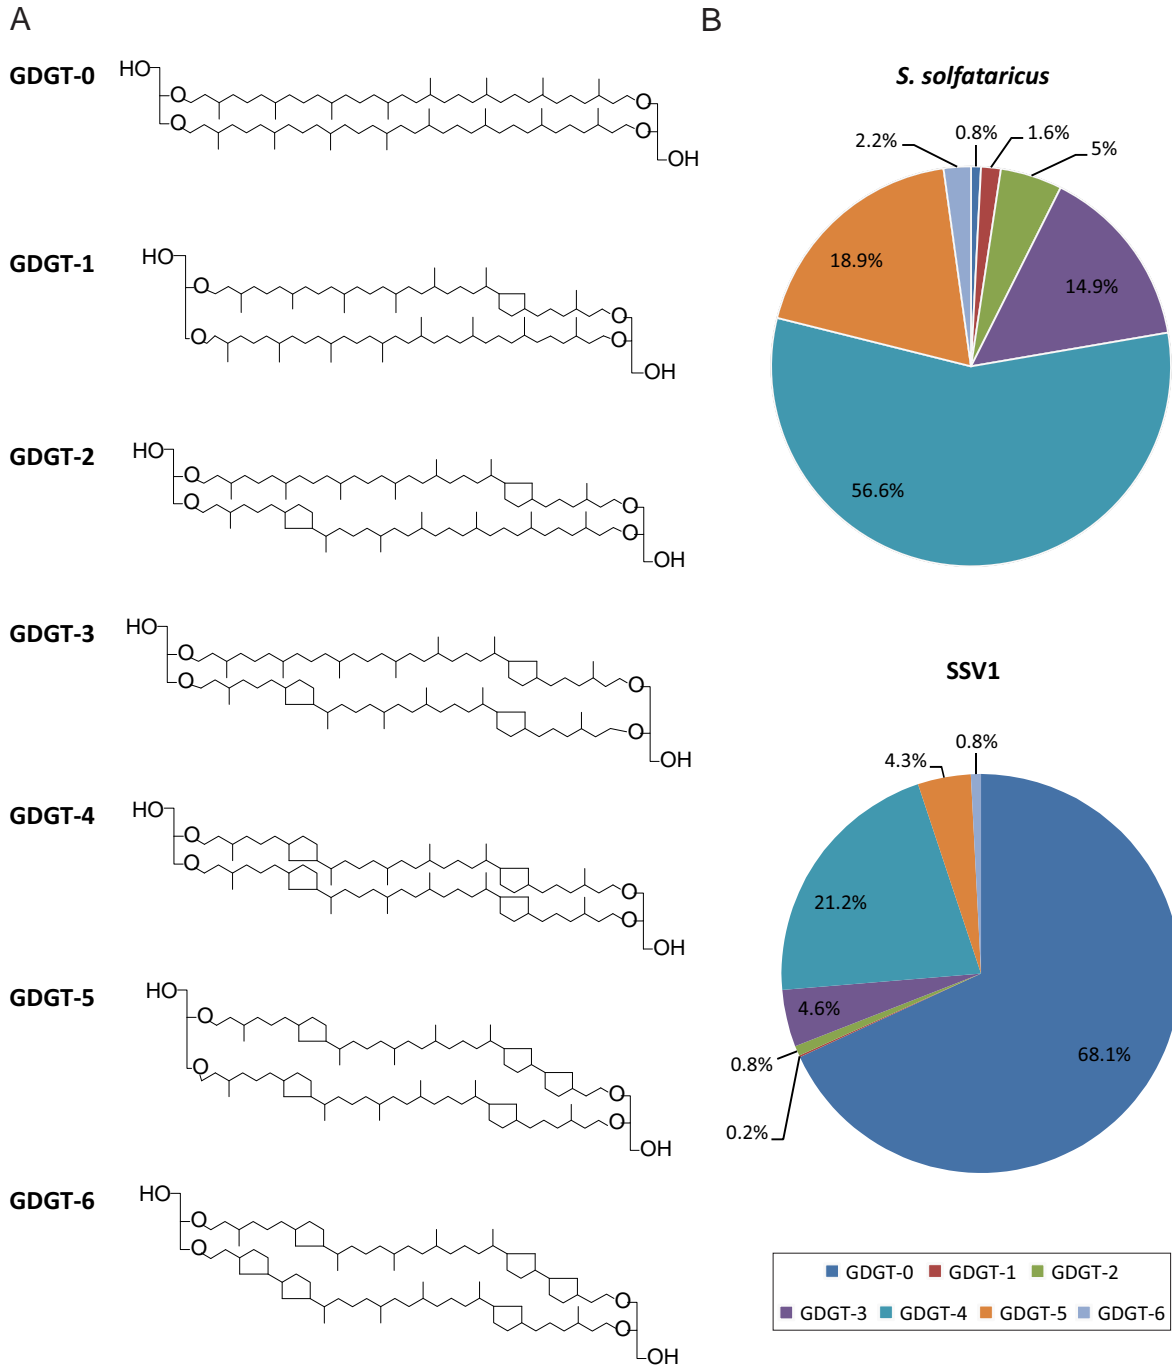 A
B
GDGT-0
HO
O
O
O
O
OH
GDGT-1
HO
O
O
O
O
OH
GDGT-2
HO
O
O
O
O
OH
GDGT-3
HO
O
O
O
O
OH
GDGT-4
HO
O
O
O
O
OH
GDGT-5
HO
O
O
O
O
OH
GDGT-6
HO
O
O
O
O
OH
S. solfataricus
2.2%
0.8%
1.6%
5%
18.9%
14.9%
56.6%
SSV1
0.8%
4.3%
21.2%
4.6%
68.1%
0.8%
0.2%
GDGT-0 GDGT-1 GDGT-2
GDGT-3 GDGT-4 GDGT-5 GDGT-6